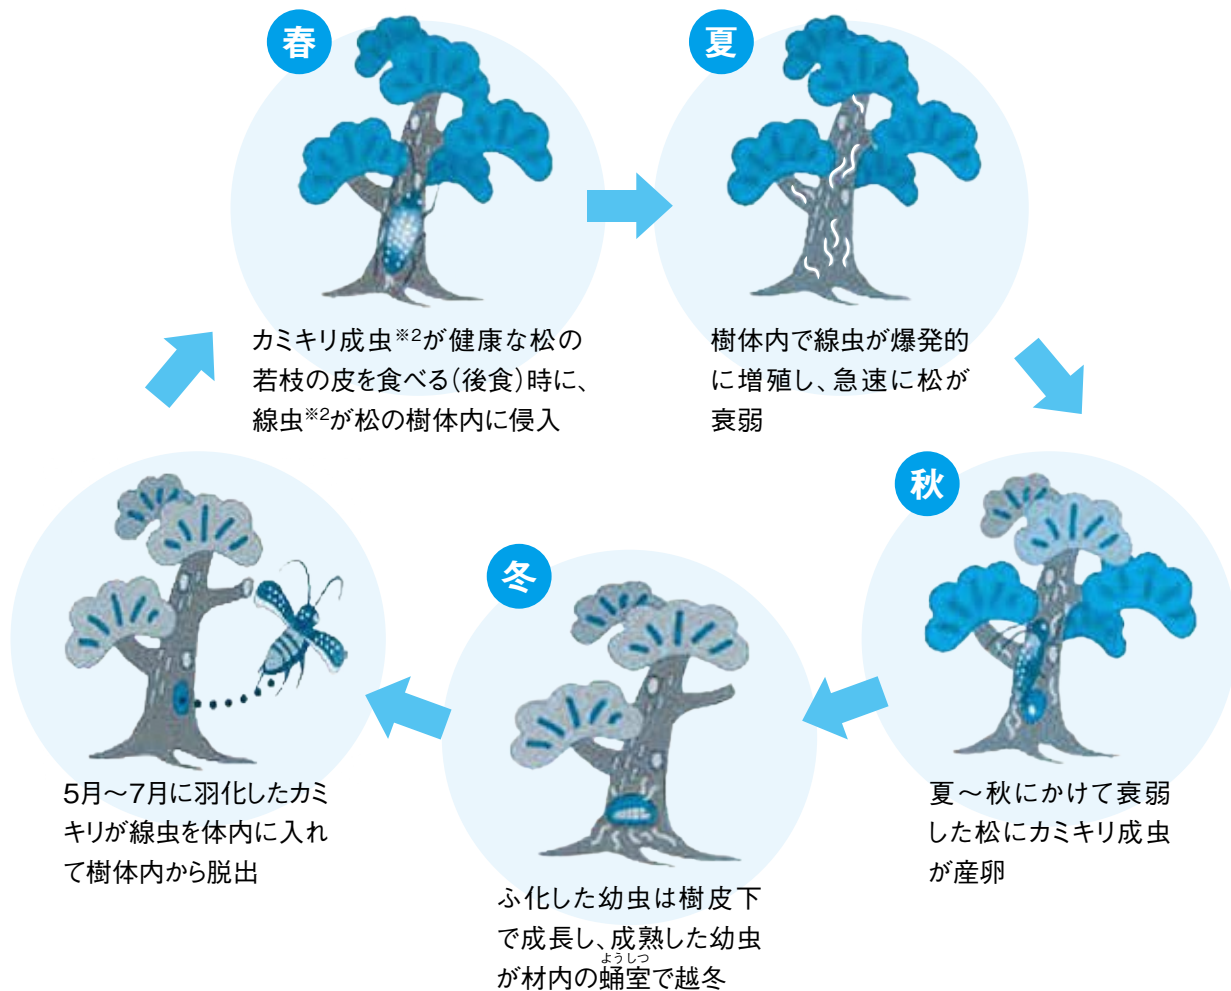 春
カミキリ成虫※2が健康な松の
若枝の皮を食べる(後食)時に、
線虫※2が松の樹体内に侵入
夏
樹体内で線虫が爆発的
に増殖し、急速に松が
衰弱
秋
夏～秋にかけて衰弱
した松にカミキリ成虫
が産卵
冬
ふ化した幼虫は樹皮下
で成長し、成熟した幼虫
ようしつ
が材内の蛹室で越冬
5月～7月に羽化したカミ
キリが線虫を体内に入れ
て樹体内から脱出